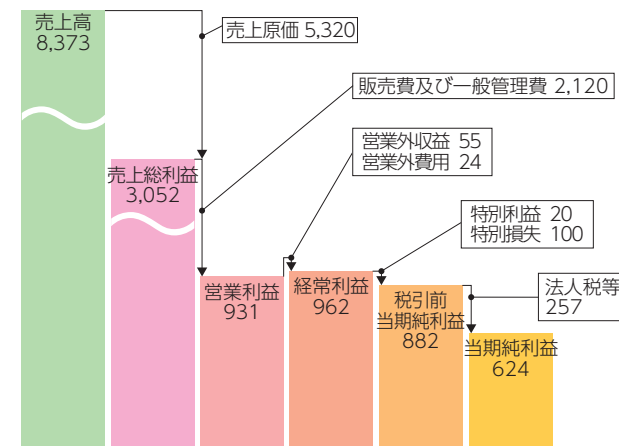 売上高
8,373
売上原価 5,320
販売費及び一般管理費 2,120
営業外収益 55
営業外費用 24
売上総利益
3,052
特別利益 20
特別損失 100
営業利益
931
経常利益
962
税引前
当期純利益
882
法人税等
257
当期純利益
624